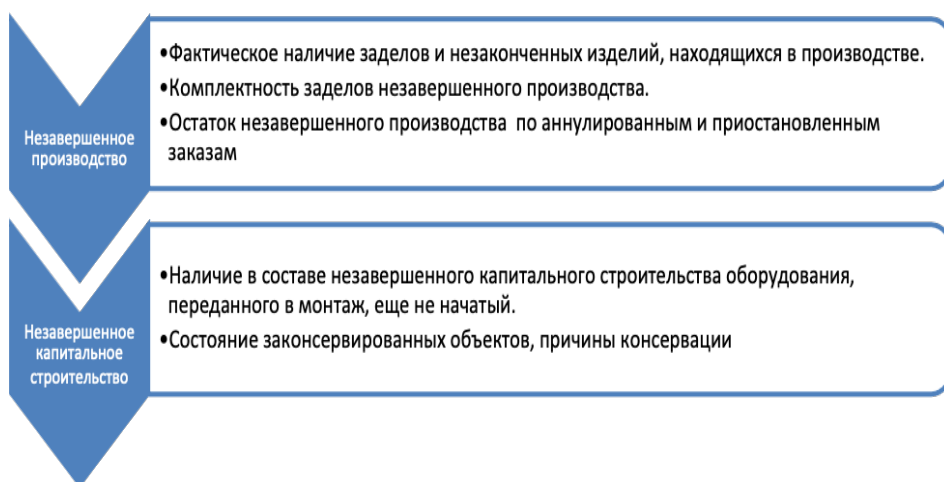 Незавершенное
производство
•Фактическое наличие заделов и незаконченных изделий, находящихся в производстве.
•Комплектность заделов незавершенного производства.
•Остаток незавершенного производства по аннулированным и приостановленным
заказам
Незавершенное
капитальное
строительство
•Наличие в составе незавершенного капитального строительства оборудования,
переданного в монтаж, еще не начатый.
•Состояние законсервированных объектов, причины консервации